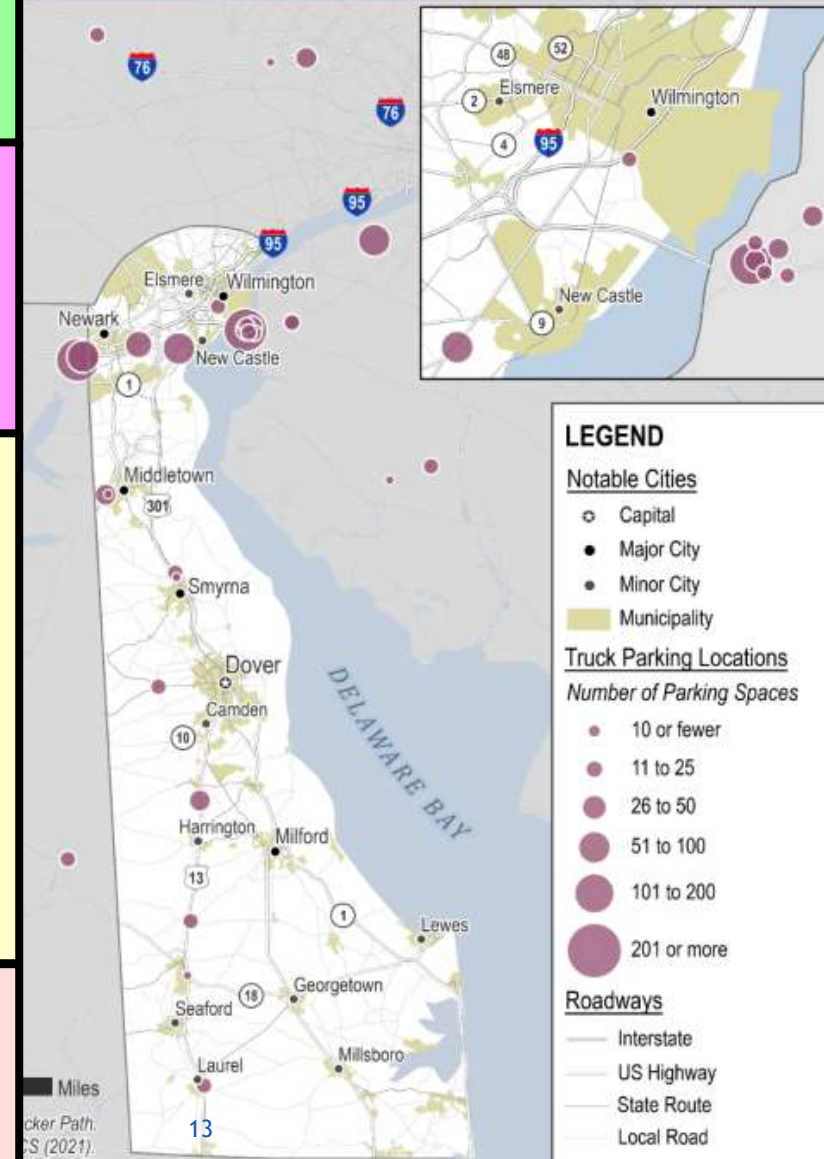 76
76
95
95
Elsmere
Wilmington
Newark
New Castle
1
Middletown
301
Smyrna
Dover
Camden
10
DELAWARE BAY
Harrington
Milford
13
1
Lewes
18
Georgetown
Seaford
Millsboro
Laurel
Miles
cker Path.
CS (2021).
13
48
52
2
Elsmere
Wilmington
4
95
New Castle
9
LEGEND
Notable Cities
Capital
Major City
Minor City
Municipality
Truck Parking Locations
Number of Parking Spaces
10 or fewer
11 to 25
26 to 50
51 to 100
101 to 200
201 or more
Roadways
Interstate
US Highway
State Route
Local Road